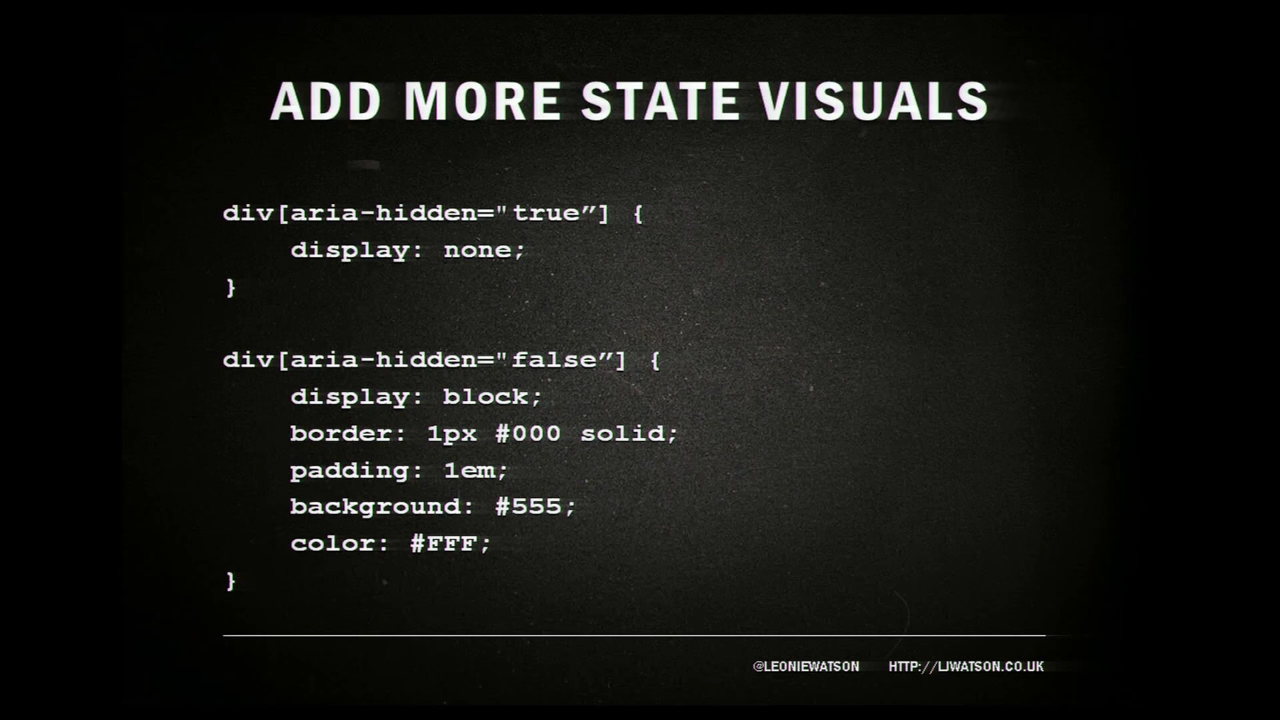 ADD MORE STATE VISUALS
div[aria-hidden="true”] {
display: none;
}
div[aria-hidden="false”] {
display: block;
border: 1px #000 solid;
padding: 1em;
background: #555;
color: #FFF;
}
@LEONIEWATSON HTTP://LJWATSON.CO.UK